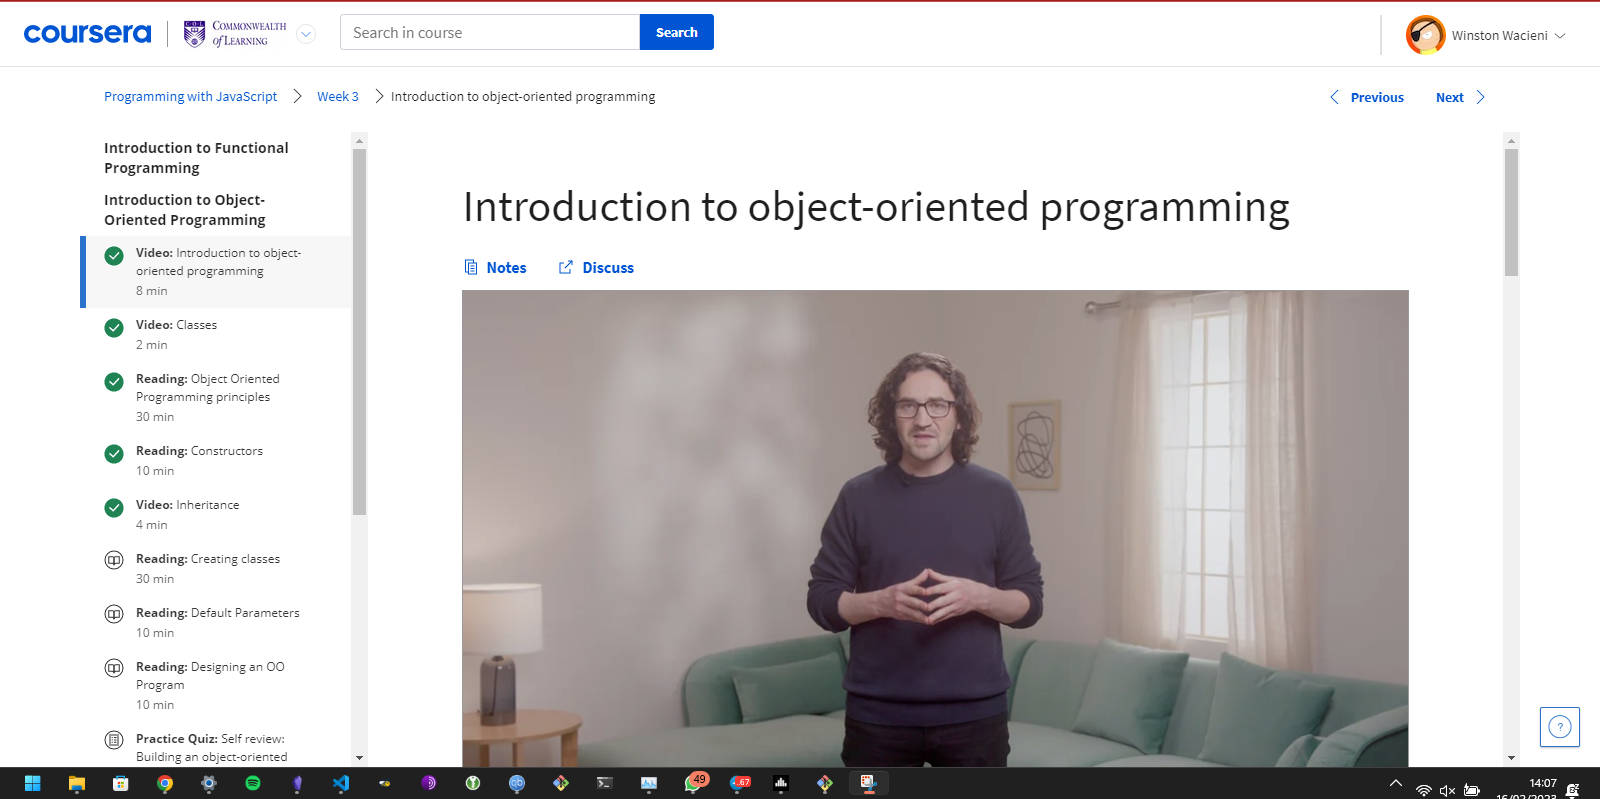 coursera
C O L
COMMONWEALTH
of LEARNING
Search in course
Search
Winston Wacieni
Programming with JavaScript
Week 3
Introduction to object-oriented programming
Previous
Next
Introduction to Functional
Programming
Introduction to Object-
Oriented Programming
Video: Introduction to object-
oriented programming
8 min
Video: Classes
2 min
Reading: Object Oriented
Programming principles
30 min
Reading: Constructors
10 min
Video: Inheritance
4 min
Reading: Creating classes
30 min
Reading: Default Parameters
10 min
Reading: Designing an OO
Program
10 min
Practice Quiz: Self review:
Building an object-oriented
Introduction to object-oriented programming
Notes
Discuss
?
49
67
14:07
16/02/2023